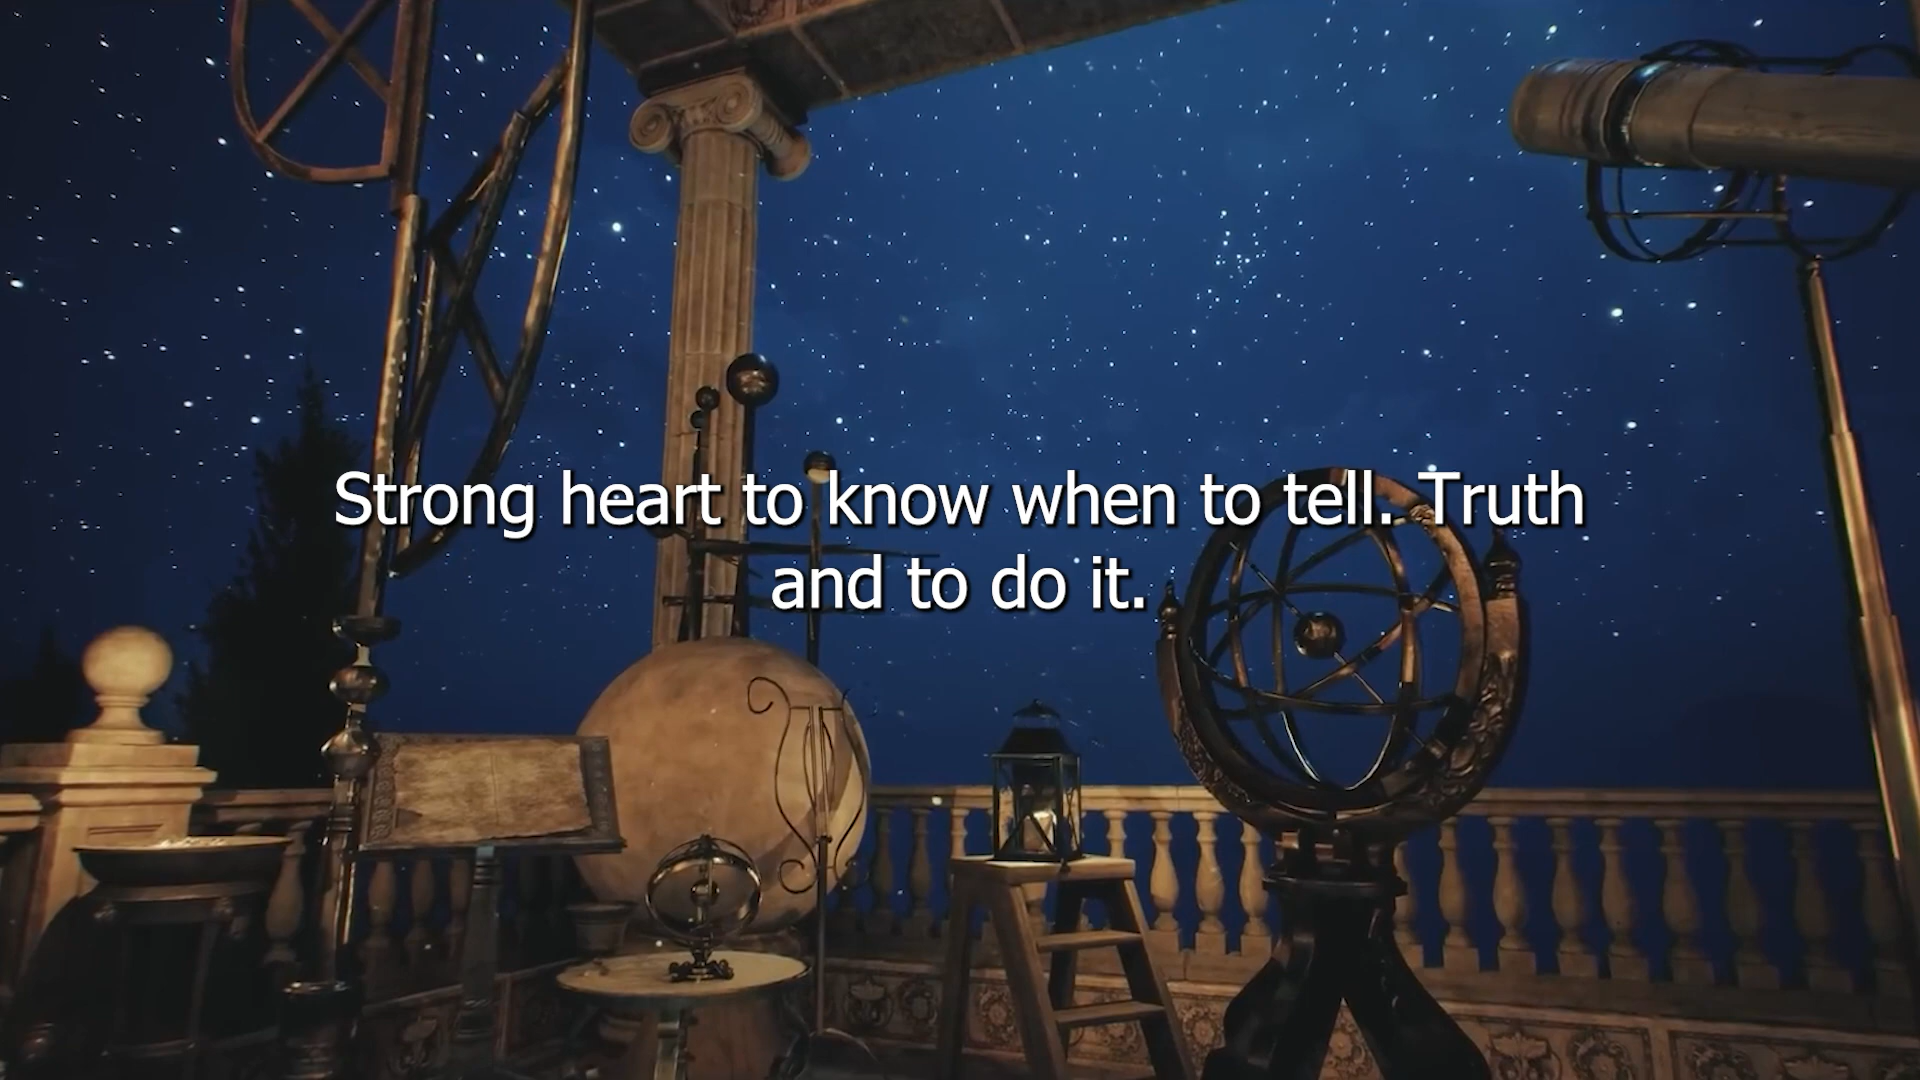 Strong heart to know when to tell. Truth
and to do it.